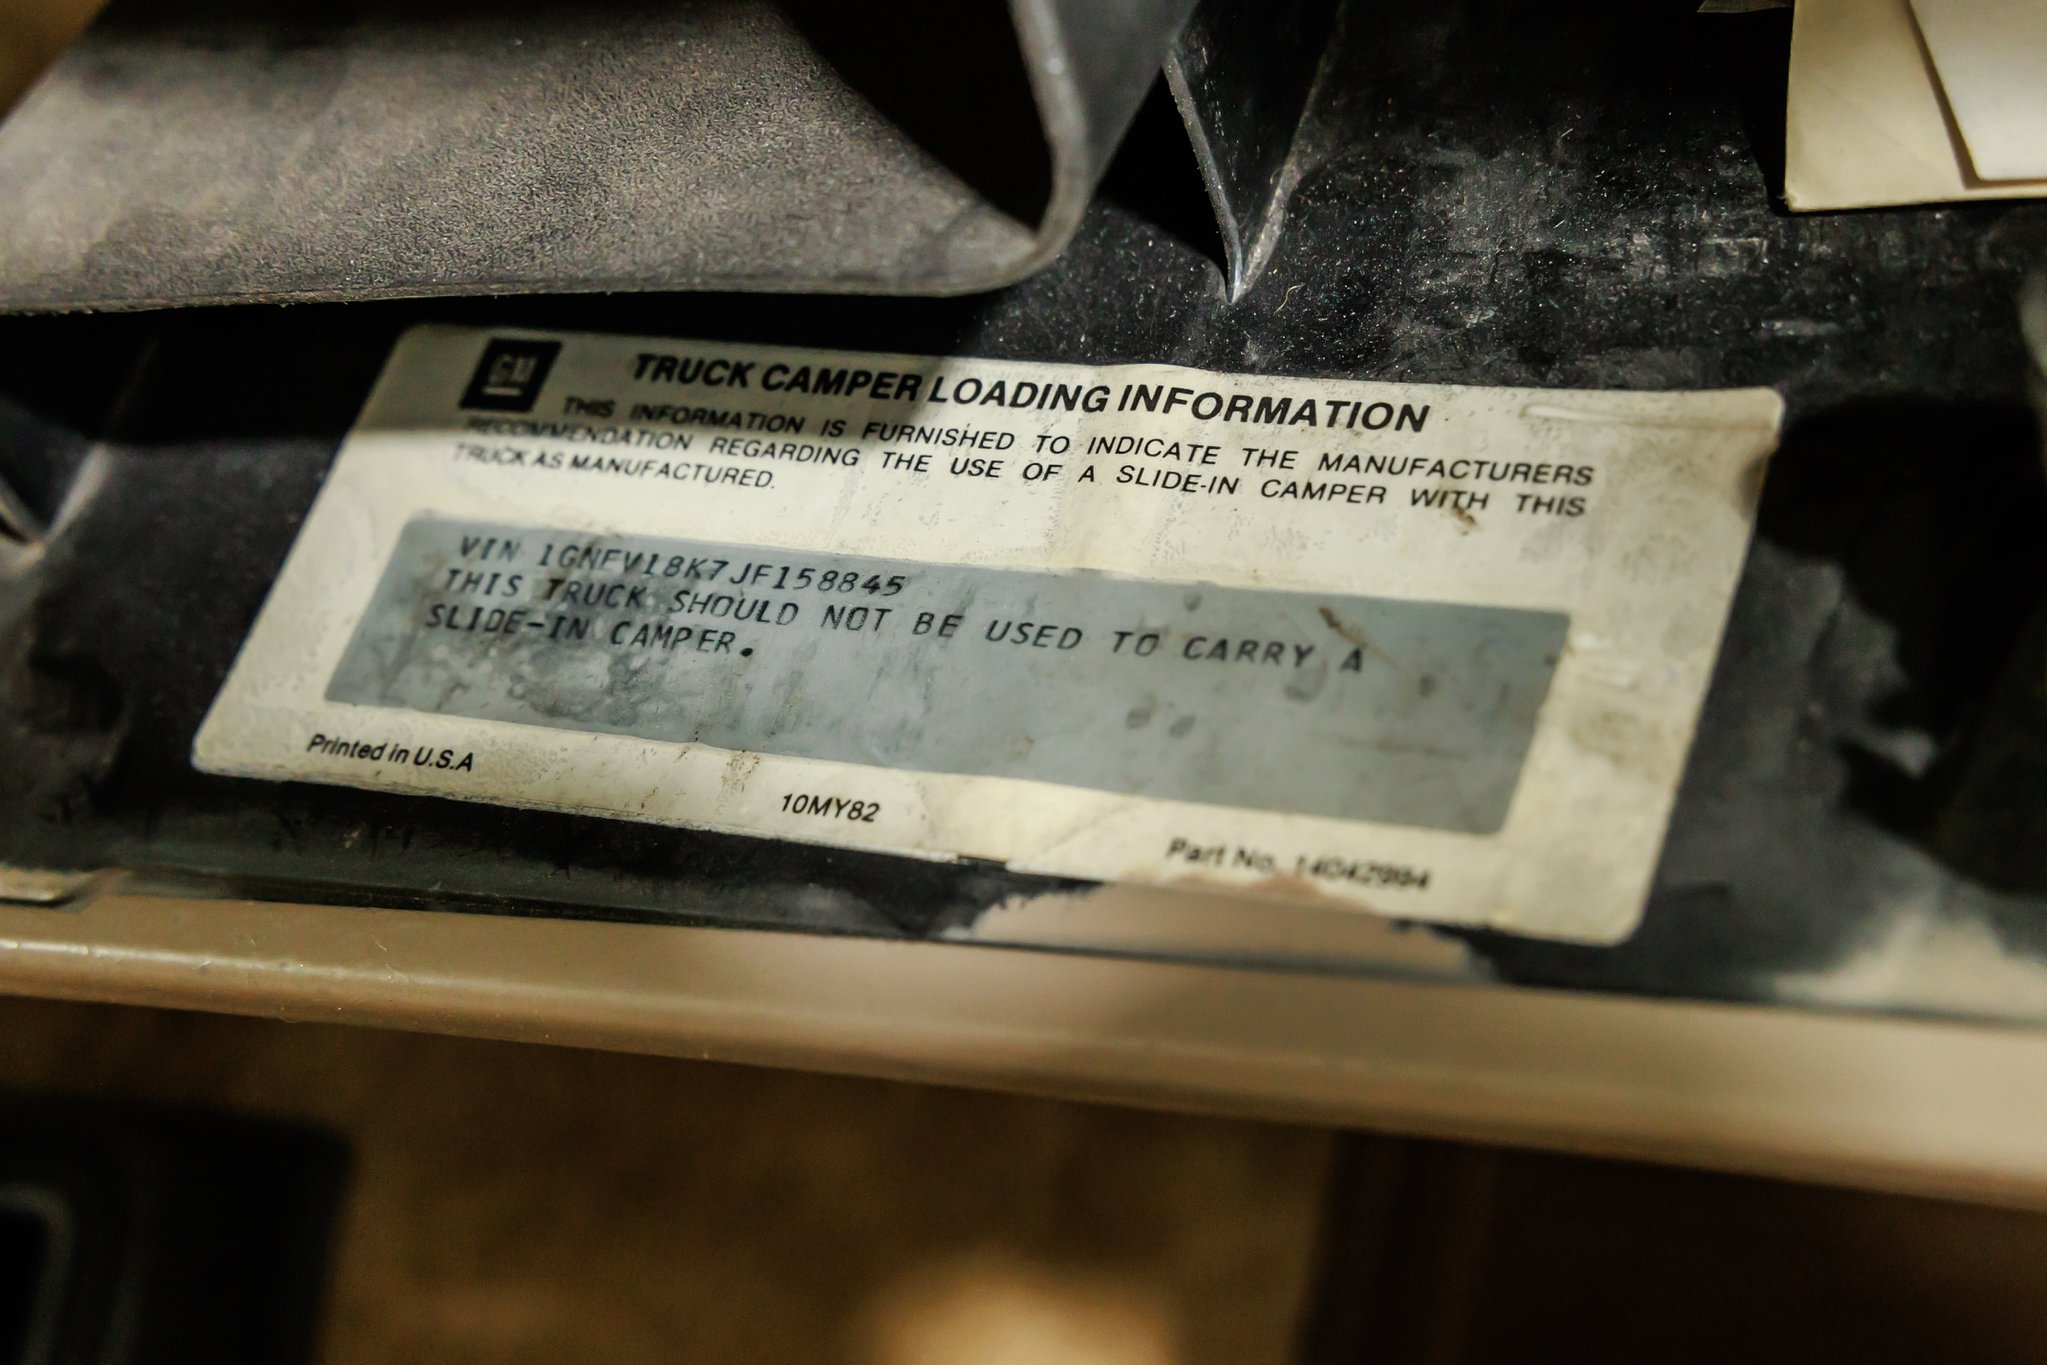 GM
TRUCK CAMPER LOADING INFORMATION
THIS INFORMATION IS FURNISHED TO INDICATE THE MANUFACTURERS
RECOMMENDATION REGARDING THE USE OF A SLIDE-IN CAMPER WITH THIS
TRUCK AS MANUFACTURED.
VIN 1GNEV18K7JF158845
THIS TRUCK SHOULD NOT BE USED TO CARRY A
SLIDE-IN CAMPER.
Printed in U.S.A
10MY82
Part No. 14042994